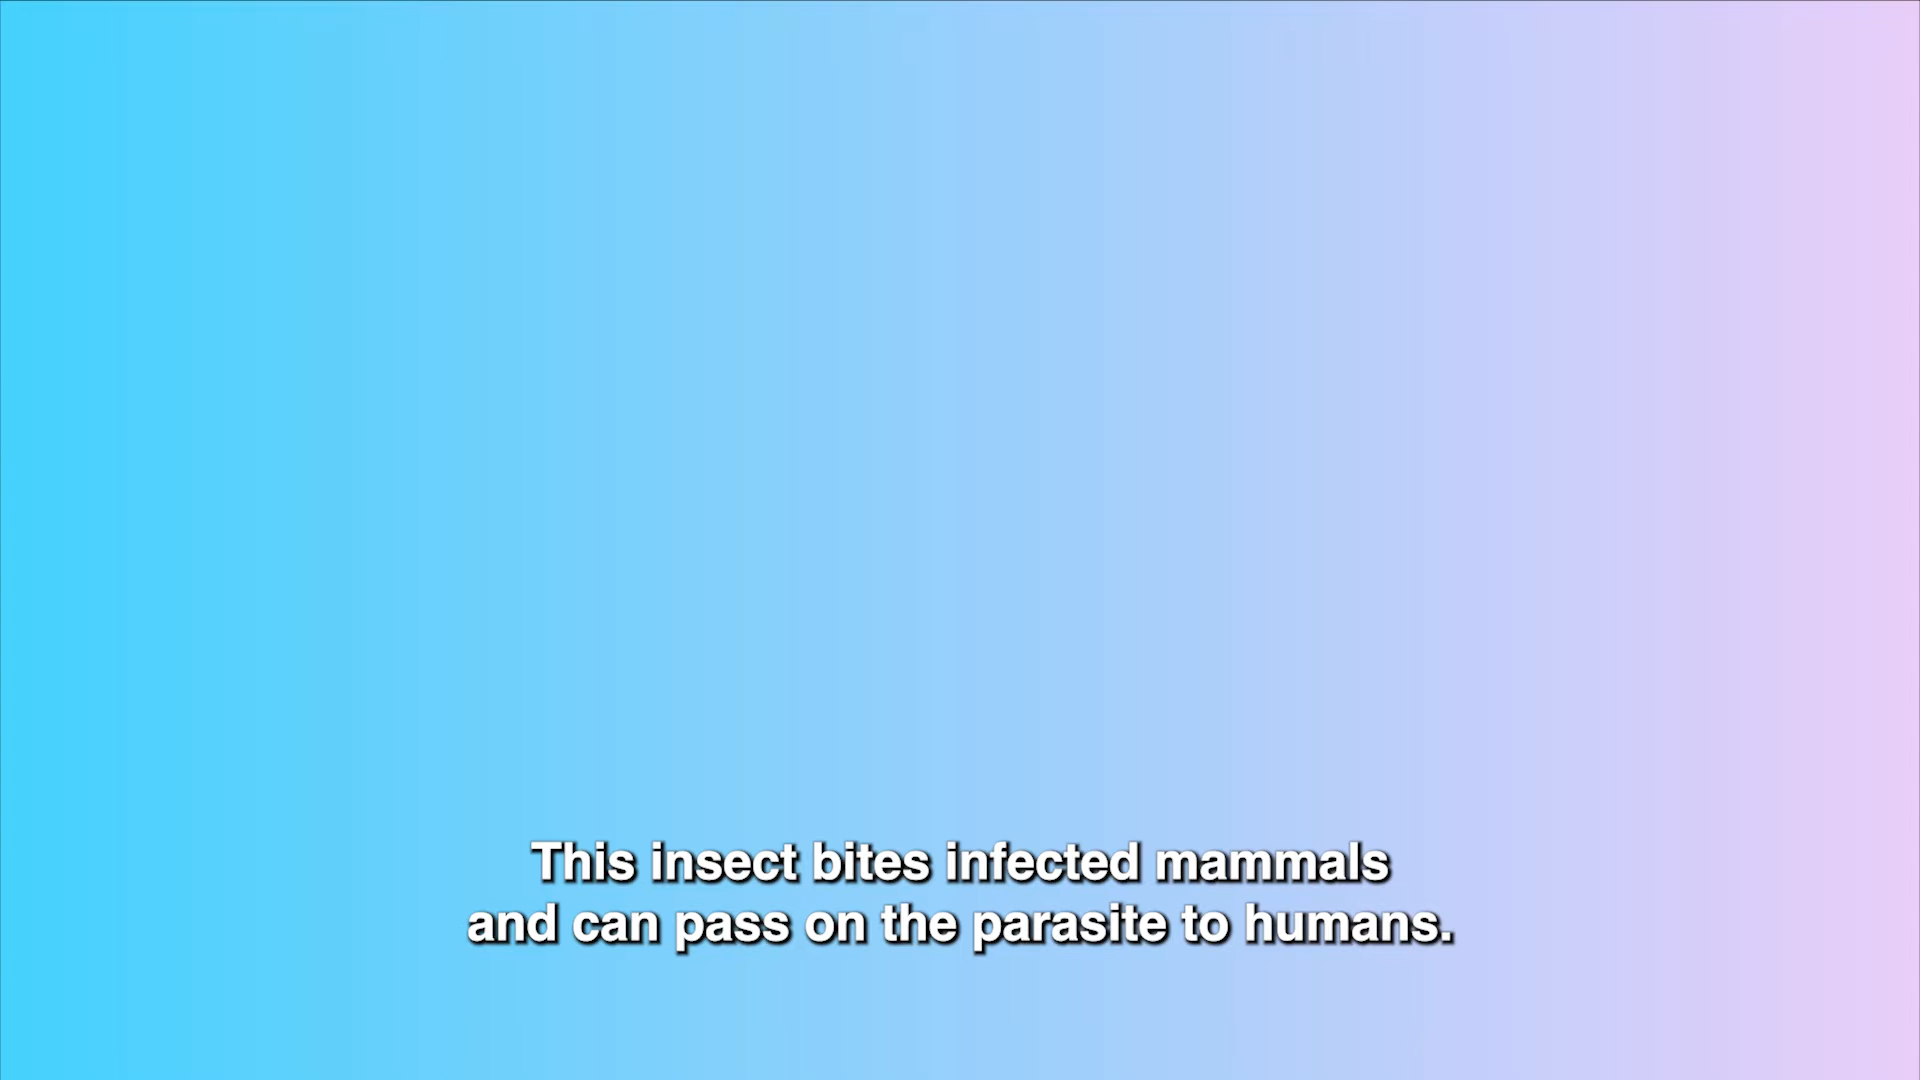 This insect bites infected mammals
and can pass on the parasite to humans.